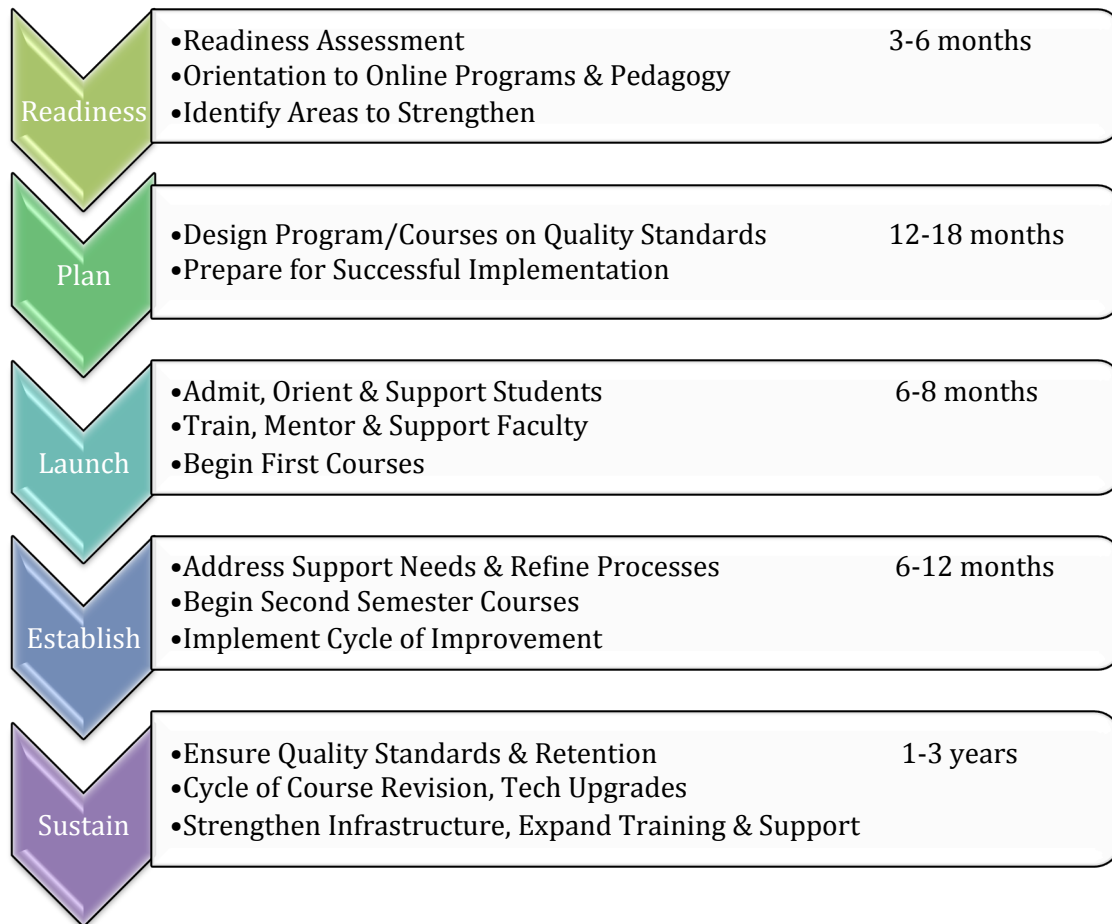 •Readiness Assessment 3-6 months
•Orientation to Online Programs & Pedagogy
Readiness
•Identify Areas to Strengthen
•Design Program/Courses on Quality Standards 12-18 months
•Prepare for Successful Implementation
Plan
•Admit, Orient & Support Students 6-8 months
•Train, Mentor & Support Faculty
Launch
•Begin First Courses
•Address Support Needs & Refine Processes 6-12 months
•Begin Second Semester Courses
Establish
•Implement Cycle of Improvement
•Ensure Quality Standards & Retention 1-3 years
•Cycle of Course Revision, Tech Upgrades
Sustain
•Strengthen Infrastructure, Expand Training & Support